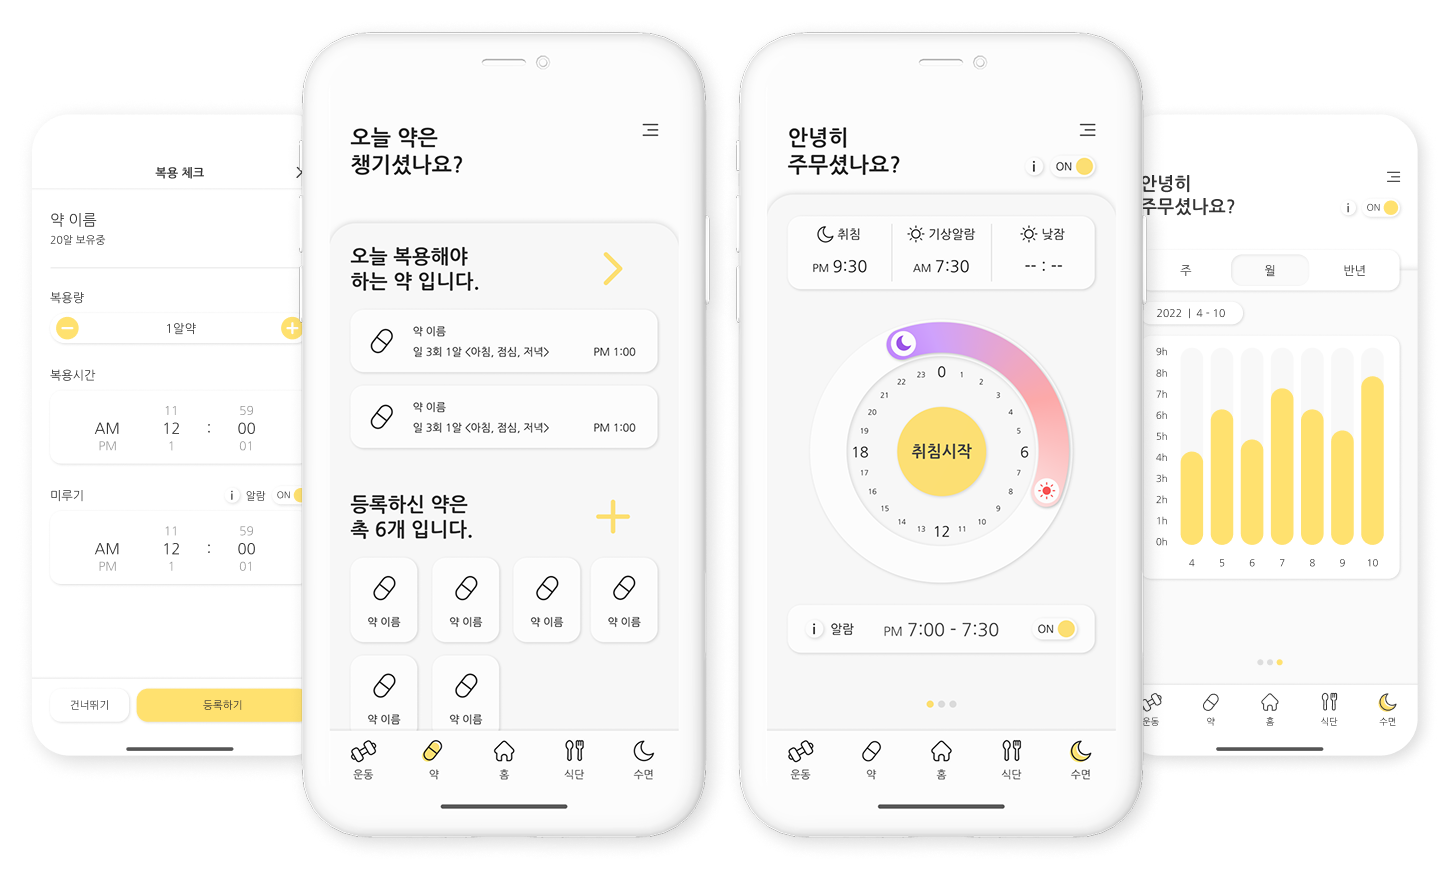 복용 체크
약 이름
20알 보유중
복용량
1알약
복용시간
11 59
AM 12 : 00
PM 1 01
미루기 i 알람 ON
11 59
AM 12 : 00
PM 1 01
건너뛰기 등록하기
오늘 약은
챙기셨나요?
오늘 복용해야
하는 약 입니다.
약 이름
일 3회 1알 <아침, 점심, 저녁> PM 1:00
약 이름
일 3회 1알 <아침, 점심, 저녁> PM 1:00
등록하신 약은
촉 6개 입니다.
약 이름 약 이름 약 이름 약 이름
약 이름 약 이름
운동 약 홈 식단 수면
안녕히
주무셨나요?
i ON
취침 기상알람 낮잠
PM 9:30 AM 7:30 -- : --
0 1 2 3 4 5 6 7 8 9 10 11 12 13 14 15 16 17 18 19 20 21 22 23
취침시작
i 알람 PM 7:00 - 7:30 ON
운동 약 홈 식단 수면
안녕히
주무셨나요?
i ON
주 월 반년
2022 | 4 - 10
9h
8h
7h
6h
5h
4h
3h
2h
1h
0h
4 5 6 7 8 9 10
운동 약 홈 식단 수면